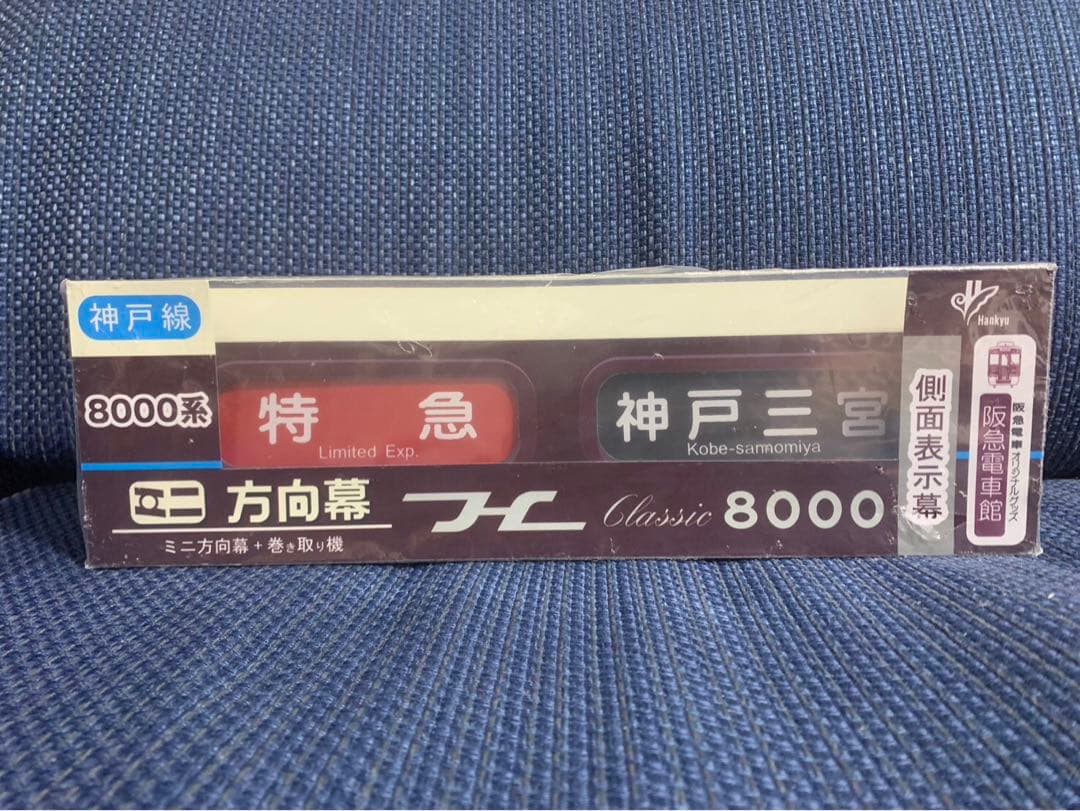 神戸線
8000系
特急
Limited Exp.
神戸三宮
Kobe-sannomiya
方向幕
ミニ方向幕+巻き取り機
HC Classic 8000
側面表示幕
Hankyu
阪急電車オリジナルグッズ
阪急電車館